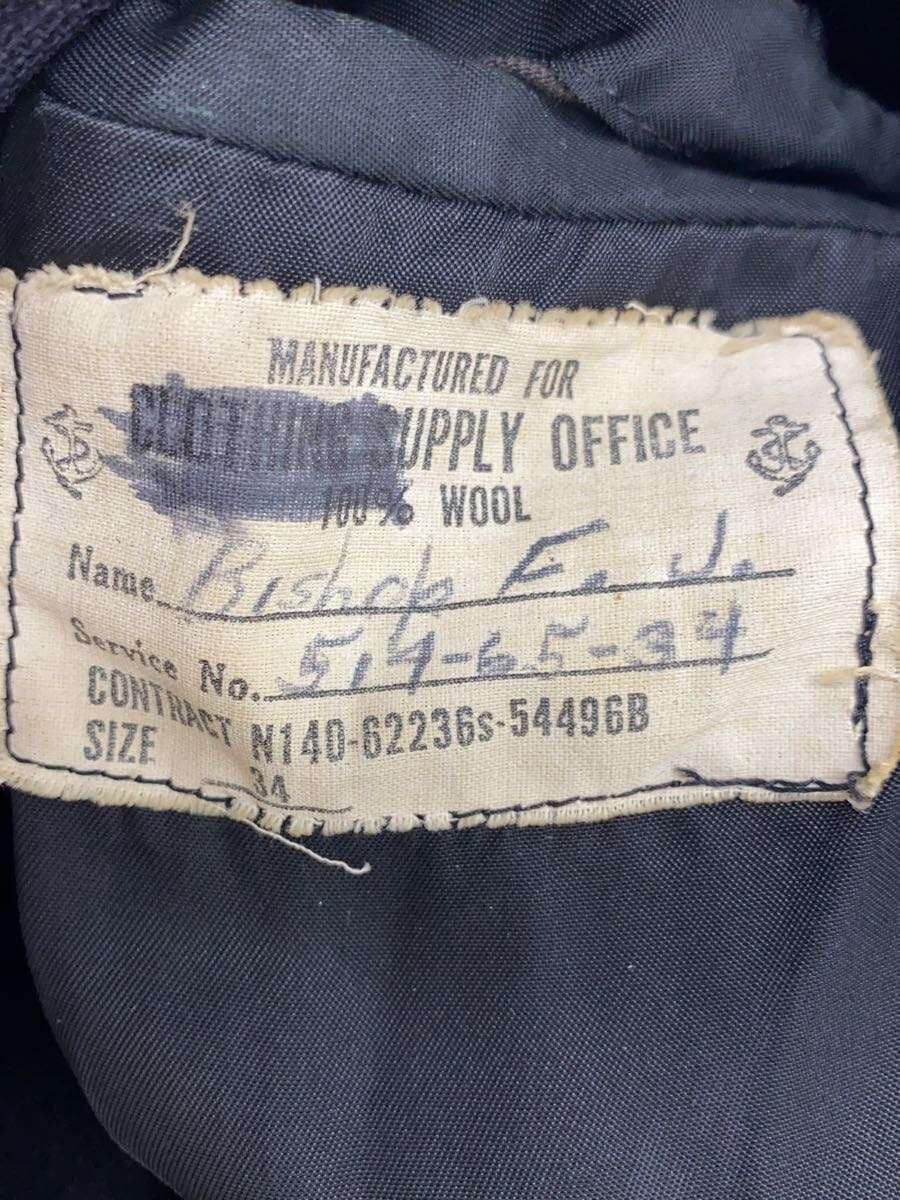 MANUFACTURED FOR
CLOTHING SUPPLY OFFICE
100% WOOL
Name Bishop F. J.
Service No. 514-65-34
CONTRACT N140-62236s-54496B
SIZE 34